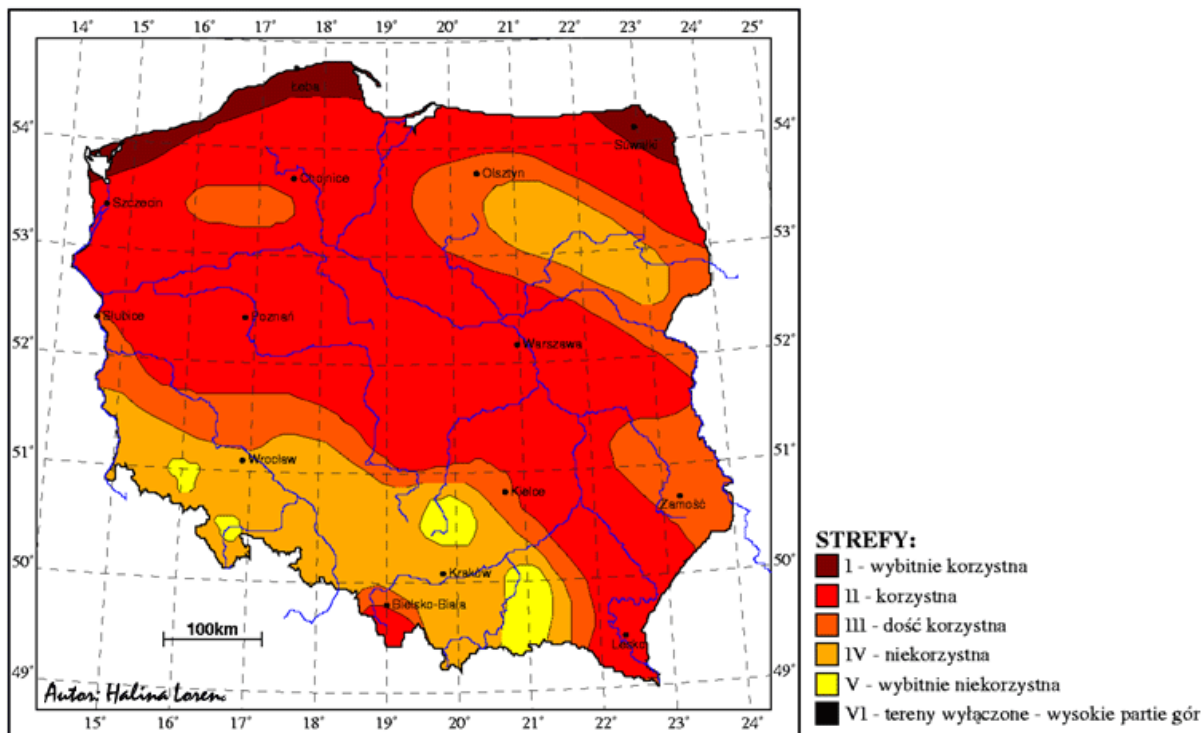 14° 15° 16° 17° 18° 19° 20° 21° 22° 23° 24° 25°
Łeba
54°
54°
Suwałki
Olsztyn
Chojnice
Szczecin
53°
53°
Słubice
Poznań
Warszawa
52°
52°
51°
51°
Wrocław
Kielce
Zamość
50°
50°
Kraków
Bielsko-Biała
100km
Lesko
49°
49°
Autor: Halina Loren.
15° 16° 17° 18° 19° 20° 21° 22° 23° 24°
STREFY:
I - wybitnie korzystna
II - korzystna
III - dość korzystna
IV - niekorzystna
V - wybitnie niekorzystna
VI - tereny wyłączone - wysokie partie gór